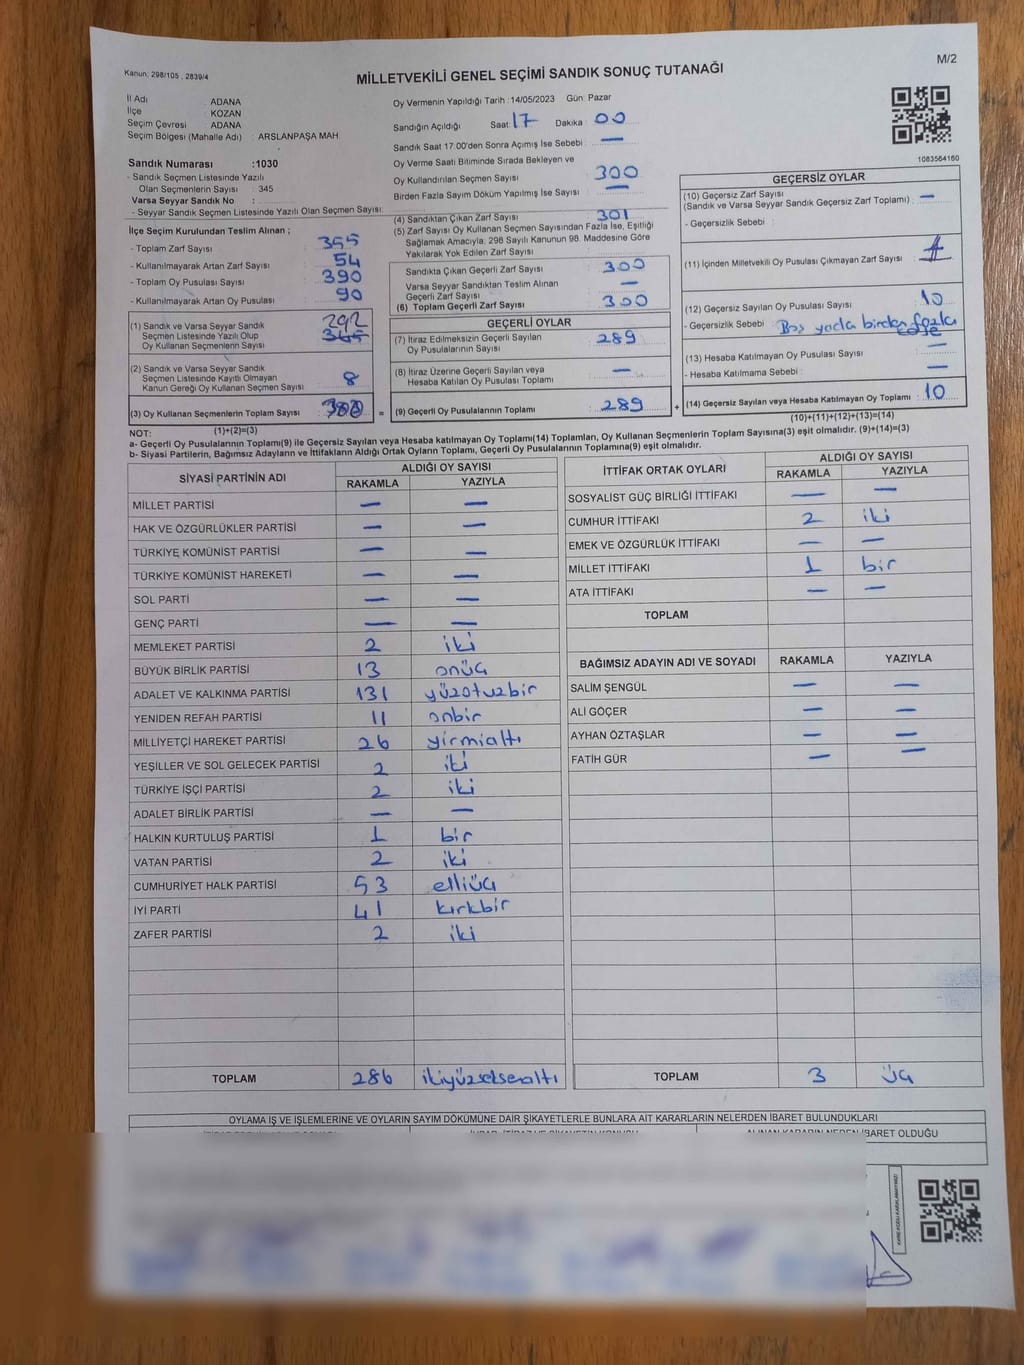 Kanun, 298/105 , 2839/4
M/2
MİLLETVEKİLİ GENEL SEÇİMİ SANDIK SONUÇ TUTANAĞI
İl Adı ADANA
İlçe KOZAN
Seçim Çevresi ADANA
Seçim Bölgesi (Mahalle Adı) : ARSLANPAŞA MAH
Sandık Numarası :1030
- Sandık Seçmen Listesinde Yazılı
Olan Seçmenlerin Sayısı : 345
Varsa Seyyar Sandık No :
- Seyyar Sandık Seçmen Listesinde Yazılı Olan Seçmen Sayısı:
Oy Vermenin Yapıldığı Tarih :14/05/2023 Gün: Pazar
Sandığın Açıldığı Saat: 17 Dakika : 00
Sandık Saat 17.00'den Sonra Açımış İse Sebebi : —
Oy Verme Saati Bitiminde Sırada Bekleyen ve
Oy Kullandırılan Seçmen Sayısı : 300
Birden Fazla Sayım Döküm Yapılmış İse Sayısı : —
1083564160
İlçe Seçim Kurulundan Teslim Alınan ;
- Toplam Zarf Sayısı : 355
- Kullanılmayarak Artan Zarf Sayısı : 54
- Toplam Oy Pusulası : 390
- Kullanılmayarak Artan Oy Pusulası : 90
(1) Sandık ve Varsa Seyyar Sandık
Seçmen Listesinde Yazılı Olup
Oy Kullanan Seçmenlerin Sayısı : 292
(2) Sandık ve Varsa Seyyar Sandık
Seçmen Listesinde Kayıtlı Olmayan
Kanun Gereği Oy Kullanan Seçmen Sayısı : 8
(3) Oy Kullanan Seçmenlerin Toplam Sayısı : 300 =
(1)+(2)=(3)
(4) Sandıktan Çıkan Zarf Sayısı : 301
(5) Zarf Sayısı Oy Kullanan Seçmen Sayısından Fazla İse, Eşitliği
Sağlamak Amacıyla; 298 Sayılı Kanunun 98. Maddesine Göre
Yakılarak Yok Edilen Zarf Sayısı :
Sandıkta Çıkan Geçerli Zarf Sayısı : 300
Varsa Seyyar Sandıktan Teslim Alınan
Geçerli Zarf Sayısı : —
(6) Toplam Geçerli Zarf Sayısı : 300
GEÇERLİ OYLAR
(7) İtiraz Edilmeksizin Geçerli Sayılan
Oy Pusulalarının Sayısı : 289
(8) İtiraz Üzerine Geçerli Sayılan veya
Hesaba Katılan Oy Pusulası Toplamı : —
(9) Geçerli Oy Pusulalarının Toplamı : 289 +
GEÇERSİZ OYLAR
(10) Geçersiz Zarf Sayısı
(Sandık ve Varsa Seyyar Sandık Geçersiz Zarf Toplamı) : —
- Geçersizlik Sebebi :
(11) İçinden Milletvekili Oy Pusulası Çıkmayan Zarf Sayısı :
(12) Geçersiz Sayılan Oy Pusulası Sayısı : 10
- Geçersizlik Sebebi : Boş yada birden fazla
(13) Hesaba Katılmayan Oy Pusulası Sayısı : —
- Hesaba Katılmama Sebebi : —
(14) Geçersiz Sayılan veya Hesaba Katılmayan Oy Toplamı : 10
(10)+(11)+(12)+(13)=(14)
NOT:
a- Geçerli Oy Pusulalarının Toplamı(9) ile Geçersiz Sayılan veya Hesaba katılmayan Oy Toplamı(14) Toplamları, Oy Kullanan Seçmenlerin Toplam Sayısına(3) eşit olmalıdır. (9)+(14)=(3)
b- Siyasi Partilerin, Bağımsız Adayların ve İttifakların Aldığı Oyların Toplamı, Geçerli Oy Pusulalarının Toplamına(9) eşit olmalıdır.
SİYASİ PARTİNİN ADI ALDIĞI OY SAYISI
RAKAMLA YAZIYLA
MİLLET PARTİSİ — —
HAK VE ÖZGÜRLÜKLER PARTİSİ — —
TÜRKİYE KOMÜNİST PARTİSİ — —
TÜRKİYE KOMÜNİST HAREKETİ — —
SOL PARTİ — —
GENÇ PARTİ — —
MEMLEKET PARTİSİ 2 iki
BÜYÜK BİRLİK PARTİSİ 13 onüç
ADALET VE KALKINMA PARTİSİ 131 yüzotuzbir
YENİDEN REFAH PARTİSİ 11 onbir
MİLLİYETÇİ HAREKET PARTİSİ 26 yirmialtı
YEŞİLLER VE SOL GELECEK PARTİSİ 2 iki
TÜRKİYE İŞÇİ PARTİSİ 2 iki
ADALET BİRLİK PARTİSİ — —
HALKIN KURTULUŞ PARTİSİ 1 bir
VATAN PARTİSİ 2 iki
CUMHURİYET HALK PARTİSİ 53 elliüç
İYİ PARTİ 41 kırkbir
ZAFER PARTİSİ 2 iki
TOPLAM 286 ikiyüzseksenaltı
İTTİFAK ORTAK OYLARI ALDIĞI OY SAYISI
RAKAMLA YAZIYLA
SOSYALİST GÜÇ BİRLİĞİ İTTİFAKI — —
CUMHUR İTTİFAKI 2 iki
EMEK VE ÖZGÜRLÜK İTTİFAKI — —
MİLLET İTTİFAKI 1 bir
ATA İTTİFAKI — —
TOPLAM
BAĞIMSIZ ADAYIN ADI VE SOYADI RAKAMLA YAZIYLA
SALİM ŞENGÜL — —
ALİ GÖÇER — —
AYHAN ÖZTAŞLAR — —
FATİH GÜR — —
TOPLAM 3 üç
OYLAMA İŞ VE İŞLEMLERİNE VE OYLARIN SAYIM DÖKÜMÜNE DAİR ŞİKAYETLERLE BUNLARA AİT KARARLARIN NELERDEN İBARET BULUNDUKLARI
ALINAN KARARIN NEDEN İBARET OLDUĞU